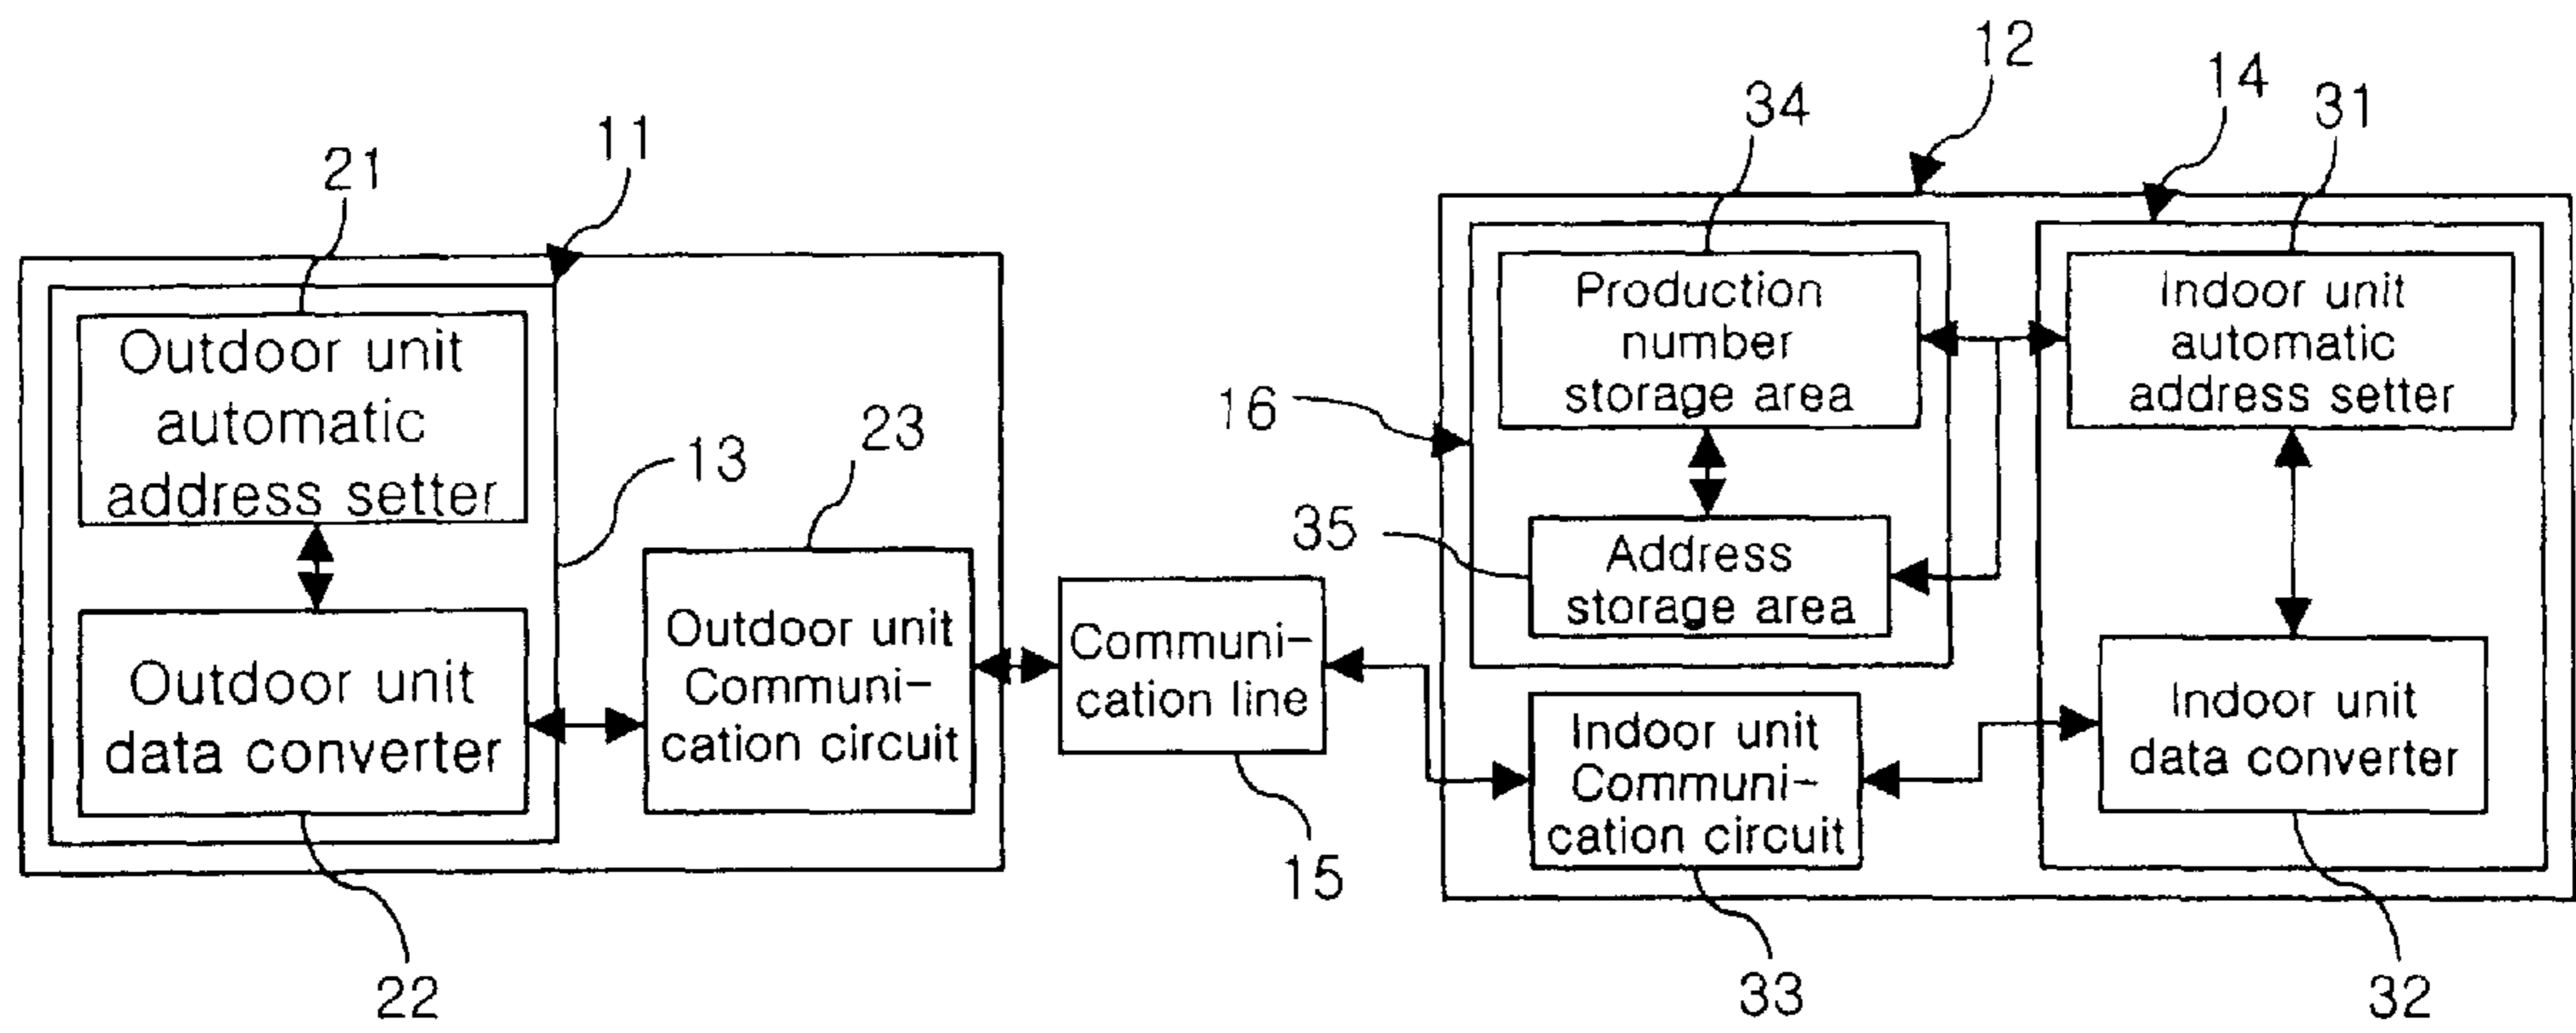 12
14
34
31
11
21
Outdoor unit
automatic
address setter
13
23
Outdoor unit
data converter
22
Outdoor unit
Communi-
cation circuit
Communi-
cation line
15
16
Production
number
storage area
35
Address
storage area
Indoor unit
Communi-
cation circuit
33
Indoor unit
automatic
address setter
Indoor unit
data converter
32